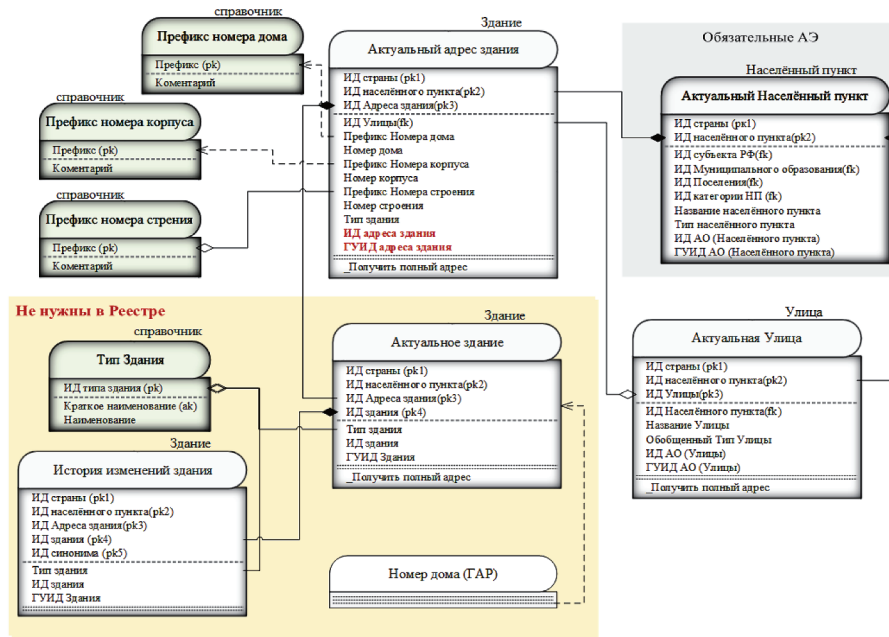 справочник
Префикс номера дома
Префикс (pk)
Коментарий
справочник
Префикс номера корпуса
Префикс (pk)
Коментарий
справочник
Префикс номера стрения
Префикс (pk)
Коментарий
Здание
Актуальный адрес здания
ИД страны (pk1)
ИД населённого пункта(pk2)
ИД Адреса здания(pk3)
ИД Улицы(fk)
Префикс Номера дома
Номер дома
Префикс Номера корпуса
Номер корпуса
Префикс Номера строения
Номер строения
Тип здания
ИД адреса здания
ГУИД адреса здания
_Получить полный адрес
Обязательные АЭ
Населённый пункт
Актуальный Населённый пункт
ИД страны (pк1)
ИД населённого пункта(pk2)
ИД субъекта РФ(fk)
ИД Муниципального образования(fk)
ИД Поселения(fk)
ИД категории НП (fk)
Название населённого пункта
Тип населённого пункта
ИД АО (Населённого пункта)
ГУИД АО (Населённого пункта)
Не нужны в Реестре
справочник
Тип Здания
ИД типа здания (pk)
Краткое наименование (ak)
Наименование
Здание
Актуальное здание
ИД страны (pk1)
ИД населённого пункта(pk2)
ИД Адреса здания(pk3)
ИД здания (pk4)
Тип здания
ИД здания
ГУИД Здания
_Получить полный адрес
Улица
Актуальная Улица
ИД страны (pk1)
ИД населённого пункта(pk2)
ИД Улицы(pk3)
ИД Населённого пункта(fk)
Название Улицы
Обобщенный Тип Улицы
ИД АО (Улицы)
ГУИД АО (Улицы)
_Получить полный адрес
Здание
История изменений здания
ИД страны (pk1)
ИД населённого пункта(pk2)
ИД Адреса здания(pk3)
ИД здания (pk4)
ИД синонима (pk5)
Тип здания
ИД здания
ГУИД Здания
Номер дома (ГАР)